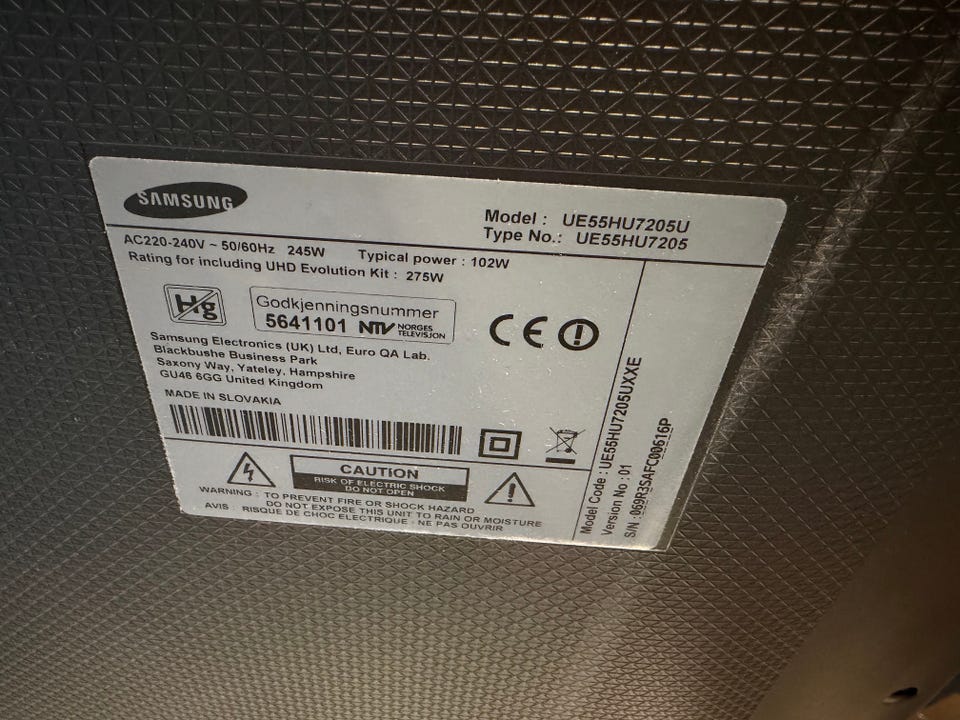 SAMSUNG
Model : UE55HU7205U
Type No.: UE55HU7205
AC220-240V ~ 50/60Hz 245W Typical power : 102W
Rating for including UHD Evolution Kit : 275W
Hg
Godkjenningsnummer
5641101 NTV NORGES
TELEVISJON
CE
Samsung Electronics (UK) Ltd, Euro QA Lab.
Blackbushe Business Park
Saxony Way, Yateley, Hampshire
GU46 6GG United Kingdom
MADE IN SLOVAKIA
CAUTION
RISK OF ELECTRIC SHOCK
DO NOT OPEN
WARNING : TO PREVENT FIRE OR SHOCK HAZARD
DO NOT EXPOSE THIS UNIT TO RAIN OR MOISTURE
AVIS : RISQUE DE CHOC ELECTRIQUE - NE PAS OUVRIR
Model Code : UE55HU7205UXXE
Version No : 01
S/N : 069R3SAFC00616P